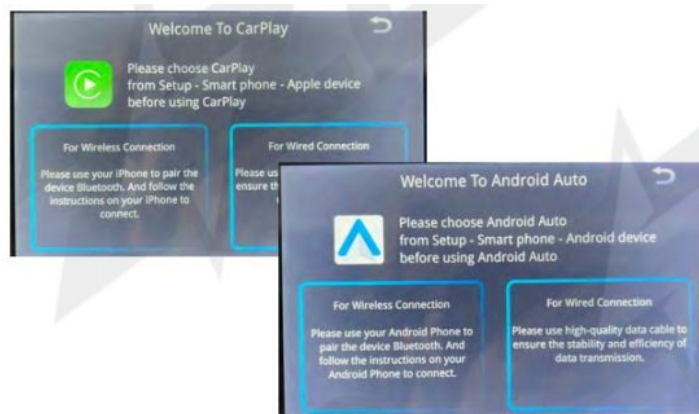 Welcome To CarPlay
Please choose CarPlay
from Setup - Smart phone - Apple device
before using CarPlay
For Wireless Connection
Please use your iPhone to pair the
device Bluetooth. And follow the
instructions on your iPhone to
connect.
For Wired Connection
Please us
ensure th
Welcome To Android Auto
Please choose Android Auto
from Setup - Smart phone - Android device
before using Android Auto
For Wireless Connection
Please use your Android Phone to
pair the device Bluetooth. And
follow the instructions on your
Android Phone to connect.
For Wired Connection
Please use high-quality data cable to
ensure the stability and efficiency of
data transmission.